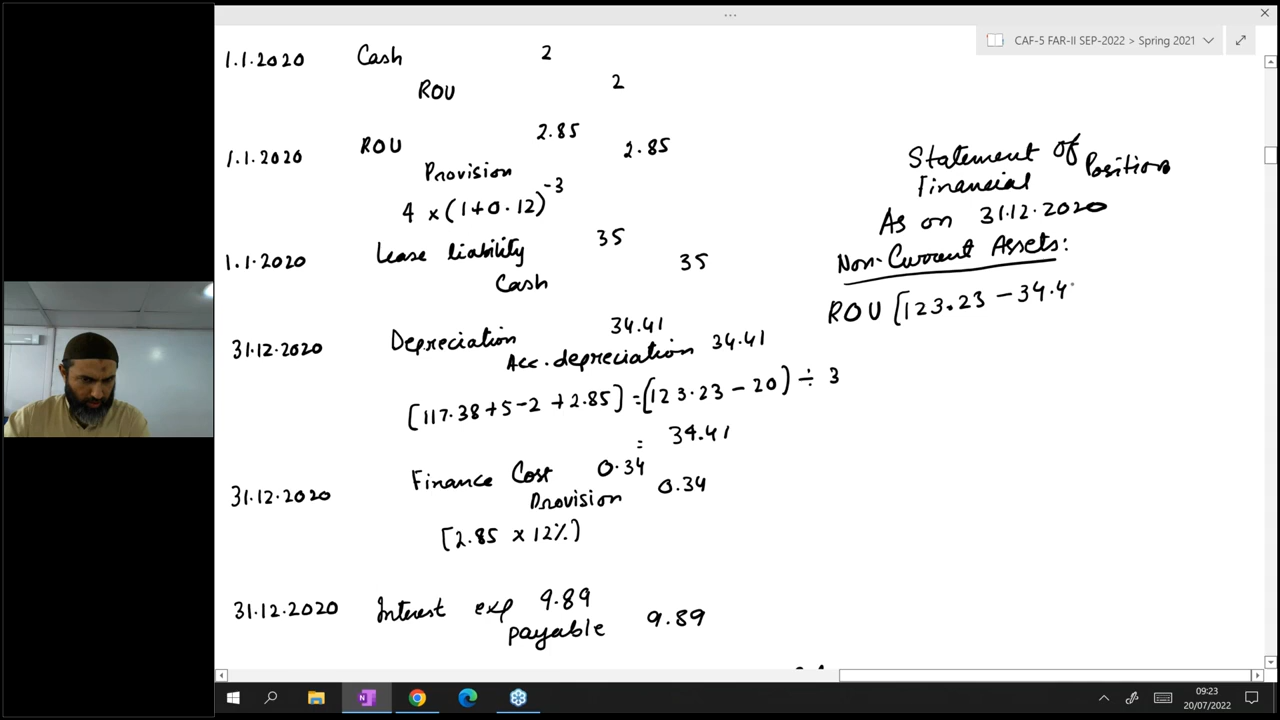 CAF-5 FAR-II SEP-2022 > Spring 2021
1.1.2020 Cash 2
ROU 2
1.1.2020 ROU 2.85
Provision 2.85
4 × (1+0.12)^-3
1.1.2020 Lease liability 35
Cash 35
31.12.2020 Depreciation 34.41
Acc. depreciation 34.41
[117.38+5-2+2.85] = (123.23-20) ÷ 3
= 34.41
31.12.2020 Finance Cost 0.34
Provision 0.34
[2.85 × 12%]
31.12.2020 Interest exp 9.89
payable 9.89
Statement of
Financial Position
As on 31.12.2020
Non-Current Assets:
ROU [123.23 - 34.4
09:23
20/07/2022